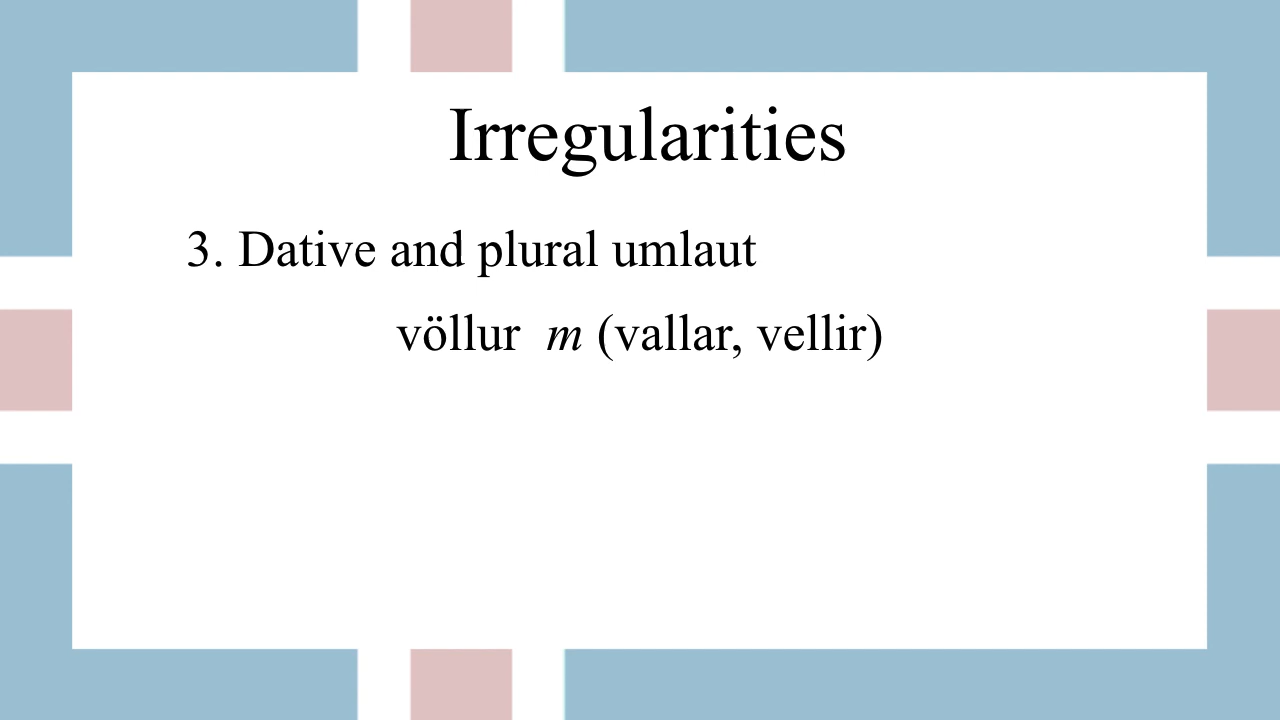 Irregularities
3. Dative and plural umlaut
völlur m (vallar, vellir)